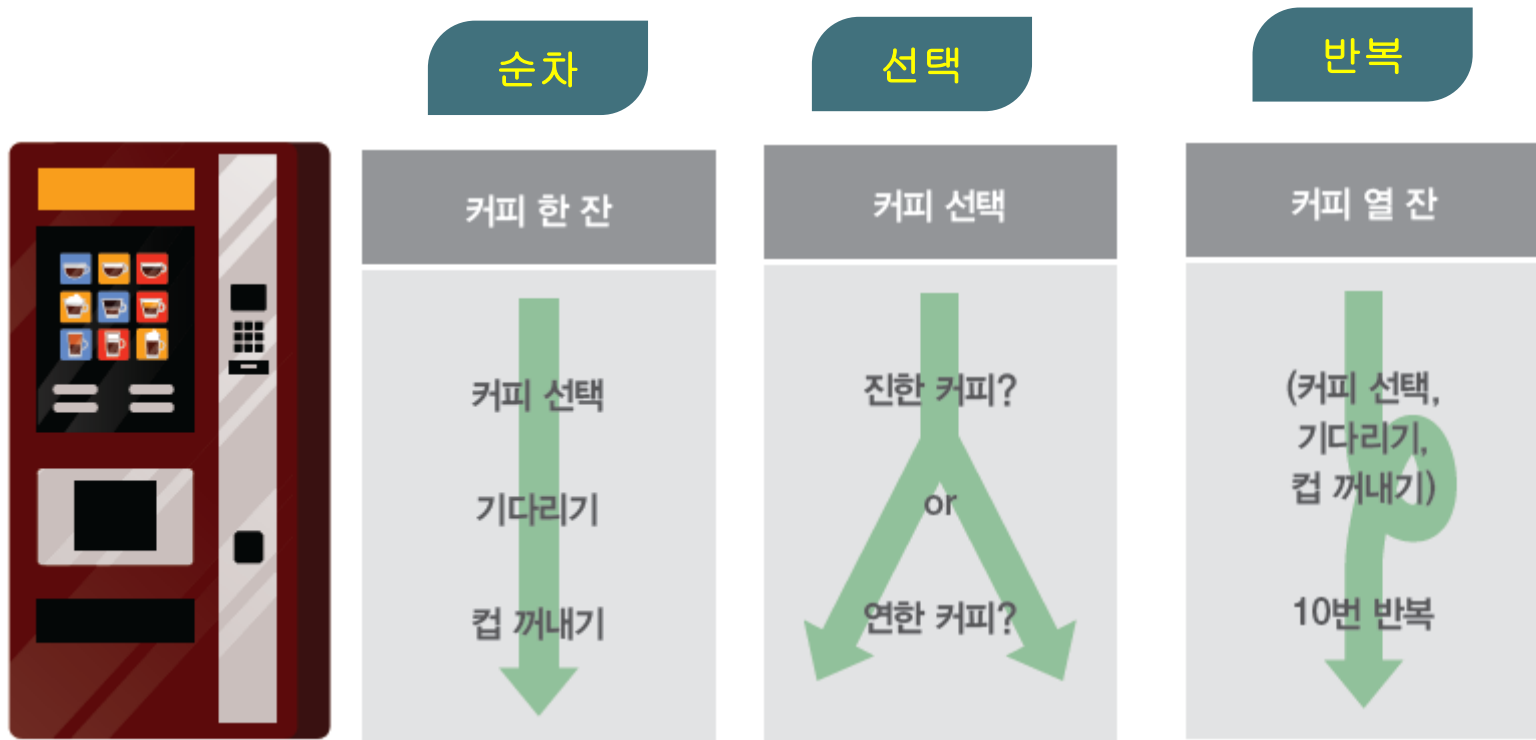 순차
선택
반복
커피 한 잔
커피 선택
기다리기
컵 꺼내기
커피 선택
진한 커피?
or
연한 커피?
커피 열 잔
(커피 선택,
기다리기,
컵 꺼내기)
10번 반복